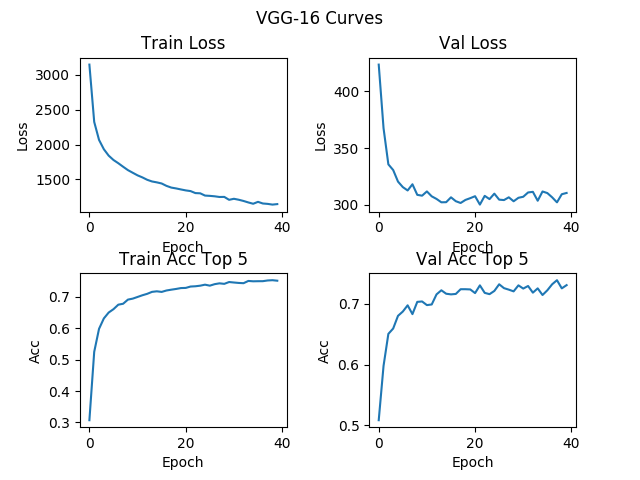 VGG-16 Curves
Train Loss
Val Loss
3000
2500
2000
1500
Loss
0
20
40
Epoch
400
350
300
Loss
0
20
40
Epoch
Train Acc Top 5
Val Acc Top 5
0.7
0.6
0.5
0.4
0.3
Acc
0
20
40
Epoch
0.7
0.6
0.5
Acc
0
20
40
Epoch